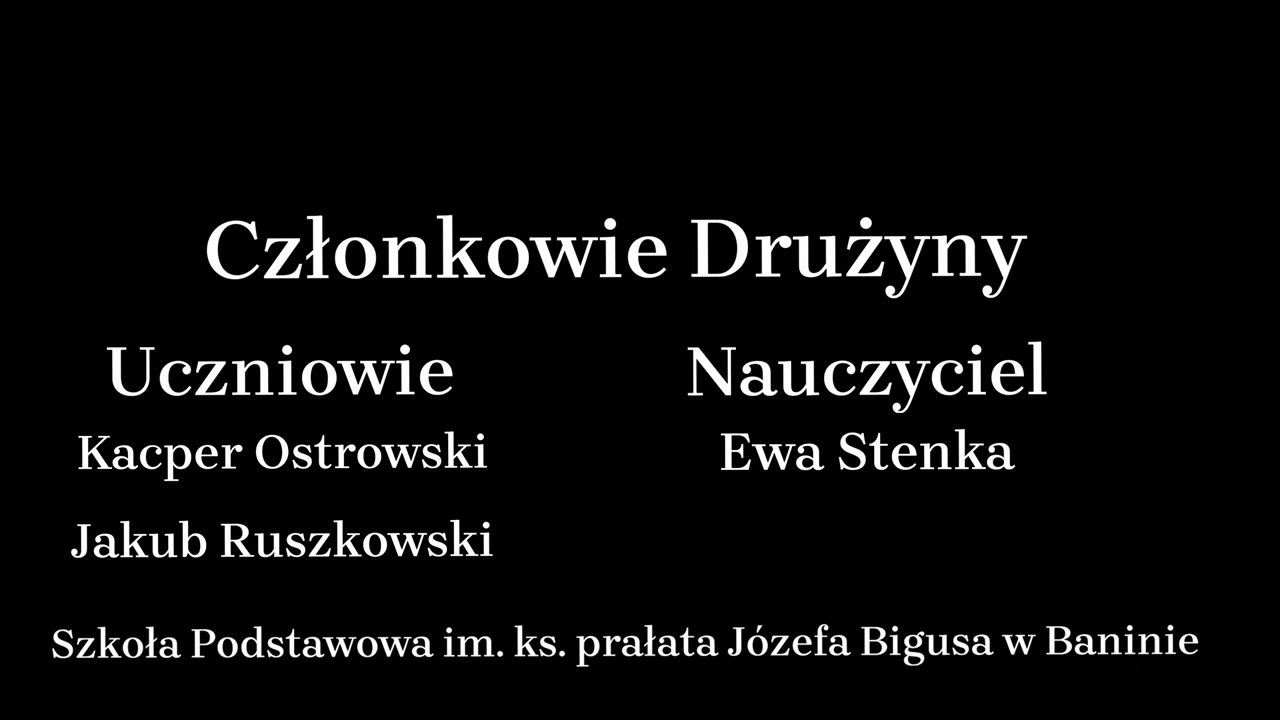 Członkowie Drużyny
Uczniowie
Kacper Ostrowski
Jakub Ruszkowski
Nauczyciel
Ewa Stenka
Szkoła Podstawowa im. ks. prałata Józefa Bigusa w Baninie